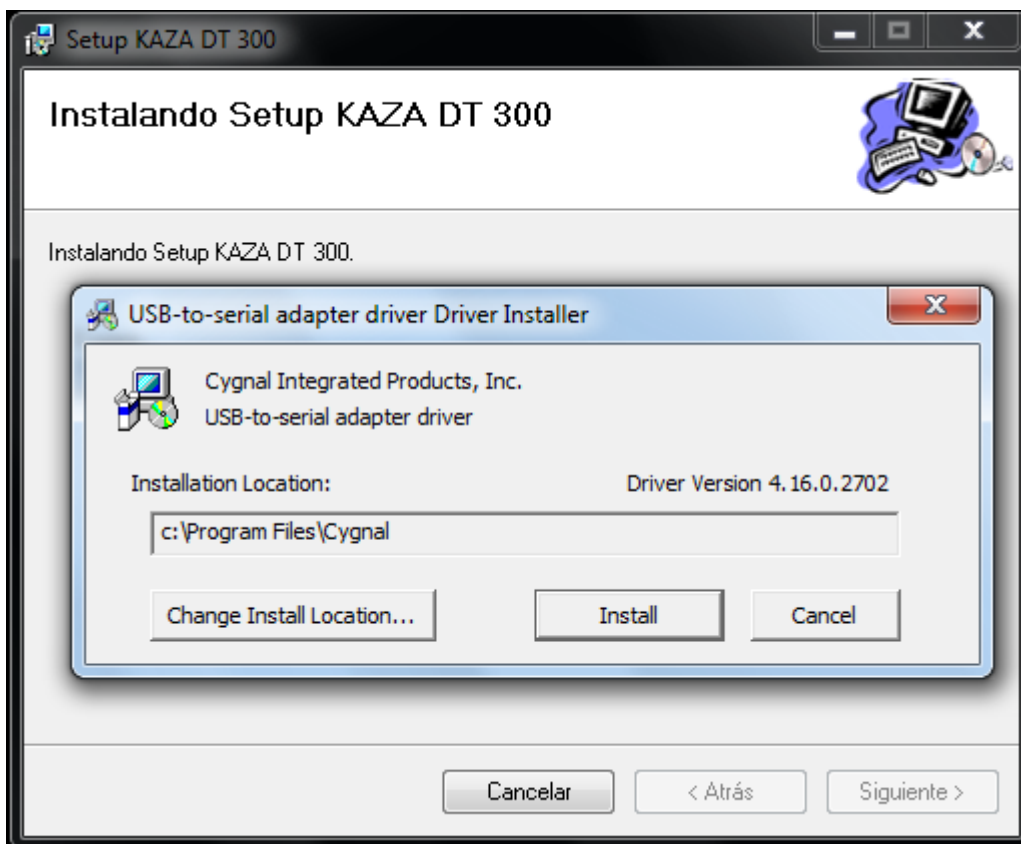 Setup KAZA DT 300
Instalando Setup KAZA DT 300
Instalando Setup KAZA DT 300.
USB-to-serial adapter driver Driver Installer
Cygnal Integrated Products, Inc.
USB-to-serial adapter driver
Installation Location: Driver Version 4.16.0.2702
c:\Program Files\Cygnal
Change Install Location... Install Cancel
Cancelar < Atrás Siguiente >